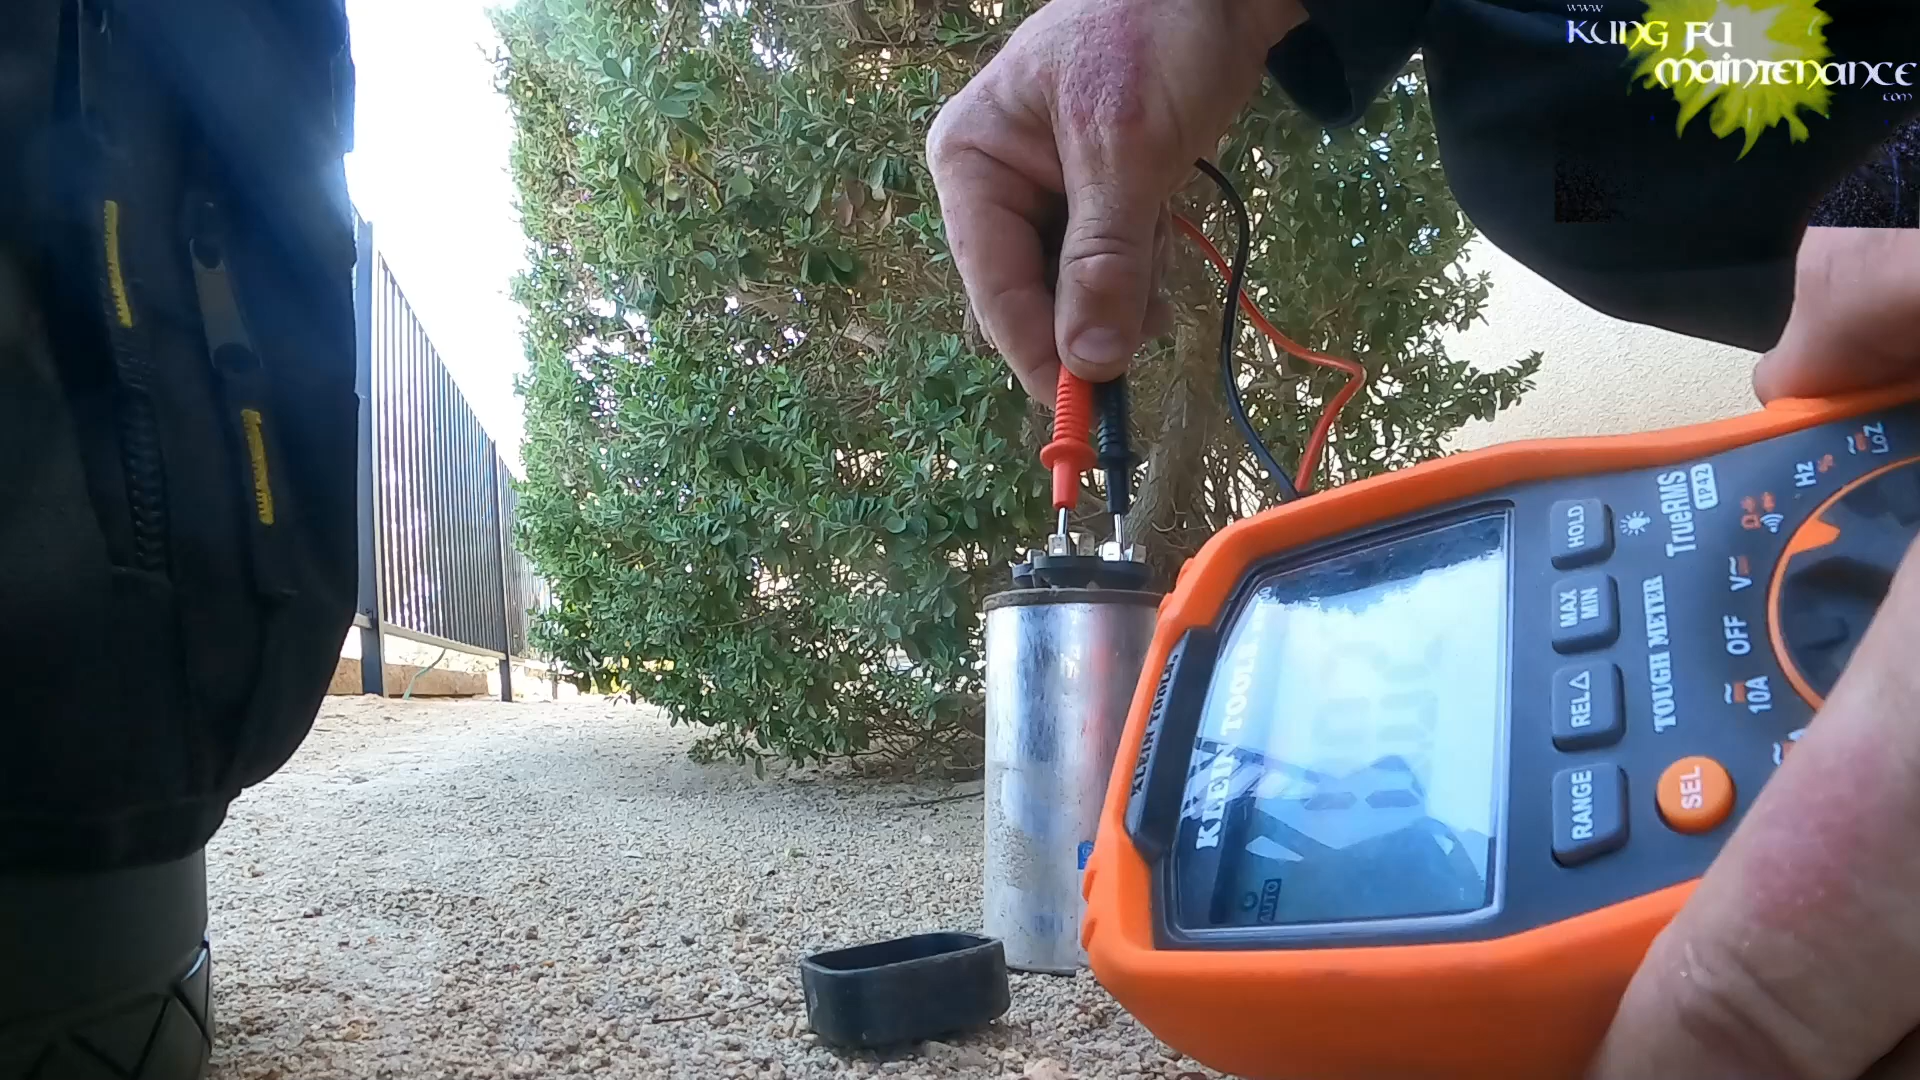 www
Kung Fu
Maintenance
.com
KLEIN TOOLS
KLEIN TOOLS
AUTO
HOLD
MAX
MIN
REL△
RANGE
SEL
TrueRMS
IP42
TOUGH METER
LoZ
Hz
%
V
OFF
10A